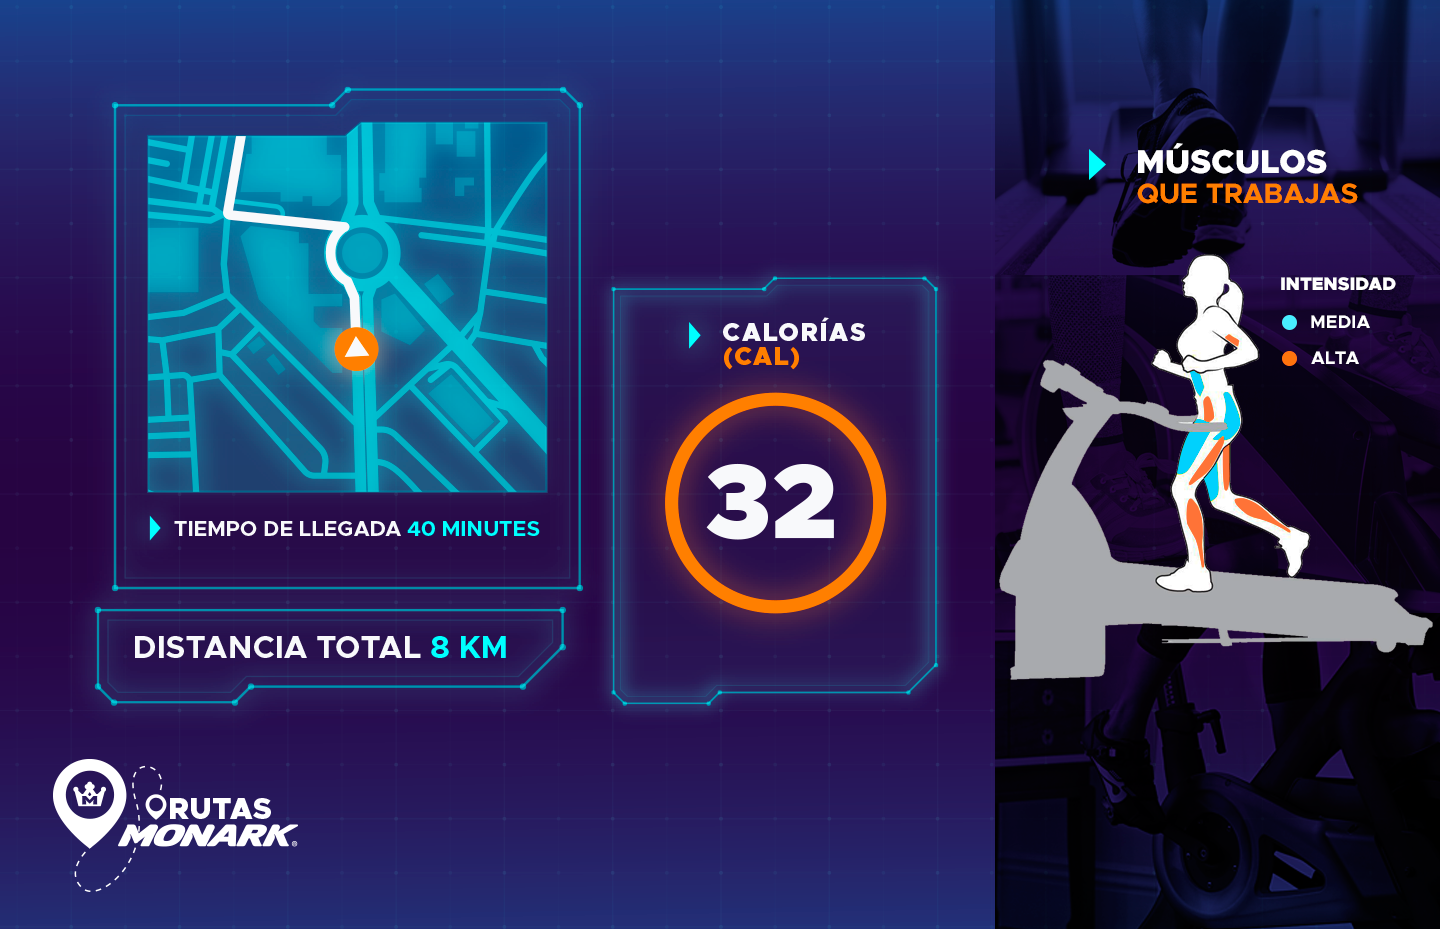 TIEMPO DE LLEGADA 40 MINUTES
DISTANCIA TOTAL 8 KM
CALORÍAS
(CAL)
32
MÚSCULOS
QUE TRABAJAS
INTENSIDAD
MEDIA
ALTA
M
RUTAS
MONARK®